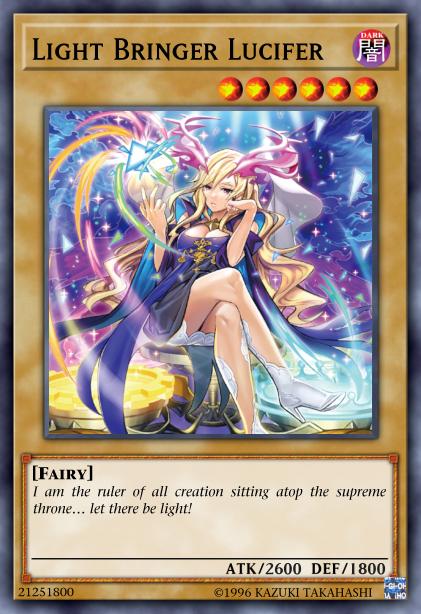 Light Bringer Lucifer
DARK
闇
[Fairy]
I am the ruler of all creation sitting atop the supreme
throne... let there be light!
ATK/2600 DEF/1800
21251800
©1996 KAZUKI TAKAHASHI